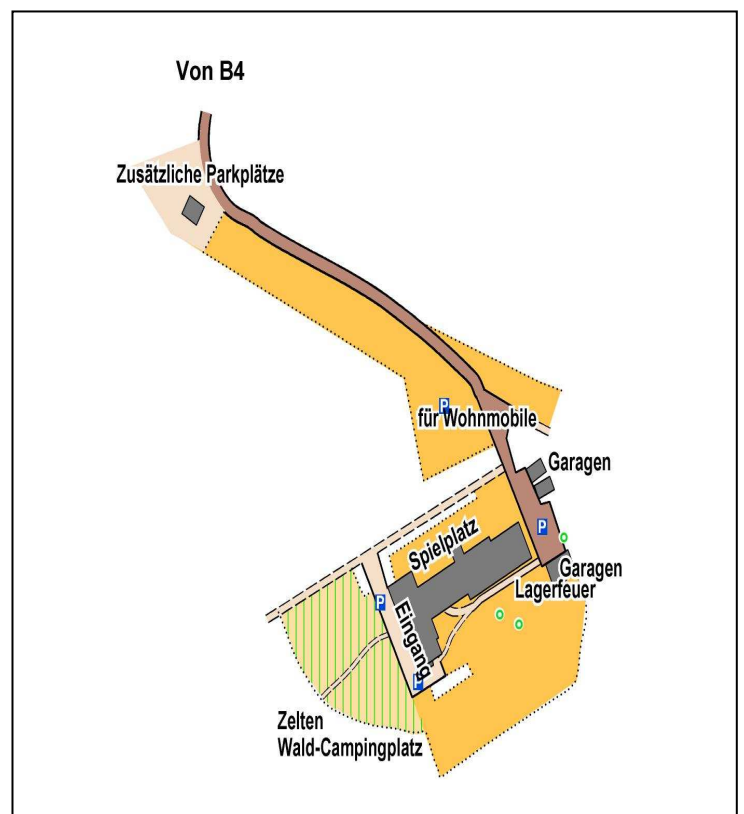 Von B4
Zusätzliche Parkplätze
P
für Wohnmobile
Garagen
P
Spielplatz
Garagen
Lagerfeuer
P
Eingang
P
Zelten
Wald-Campingplatz